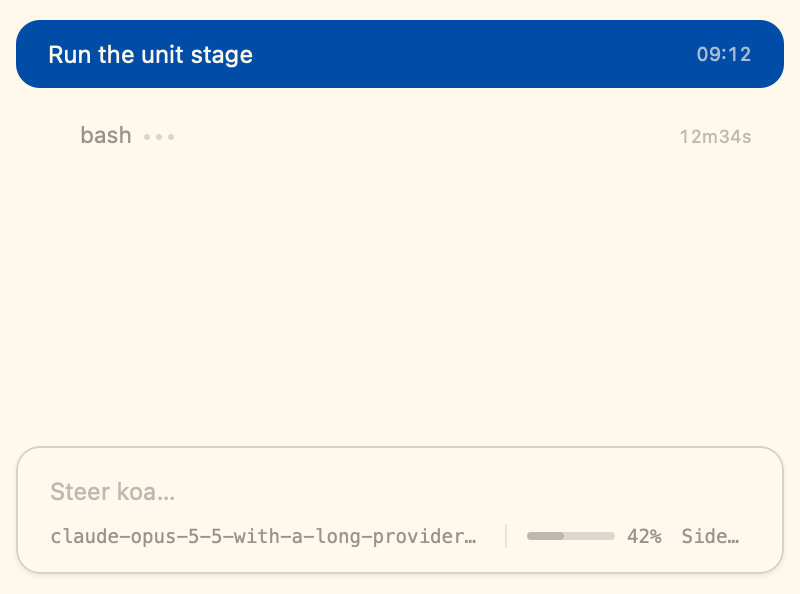 Run the unit stage 09:12
bash ••• 12m34s
Steer koa…
claude-opus-5-5-with-a-long-provider… 42% Side…